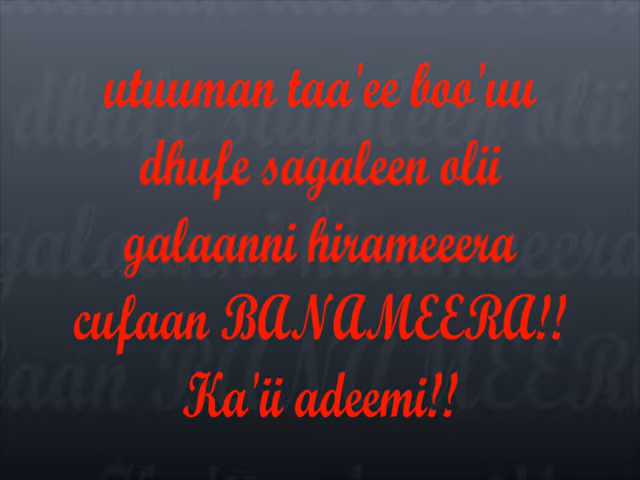 utuuman taa'ee boo'uu
dhufe sagaleen olii
galaanni hirameeera
cufaan BANAMEERA!!
Ka'ii adeemi!!